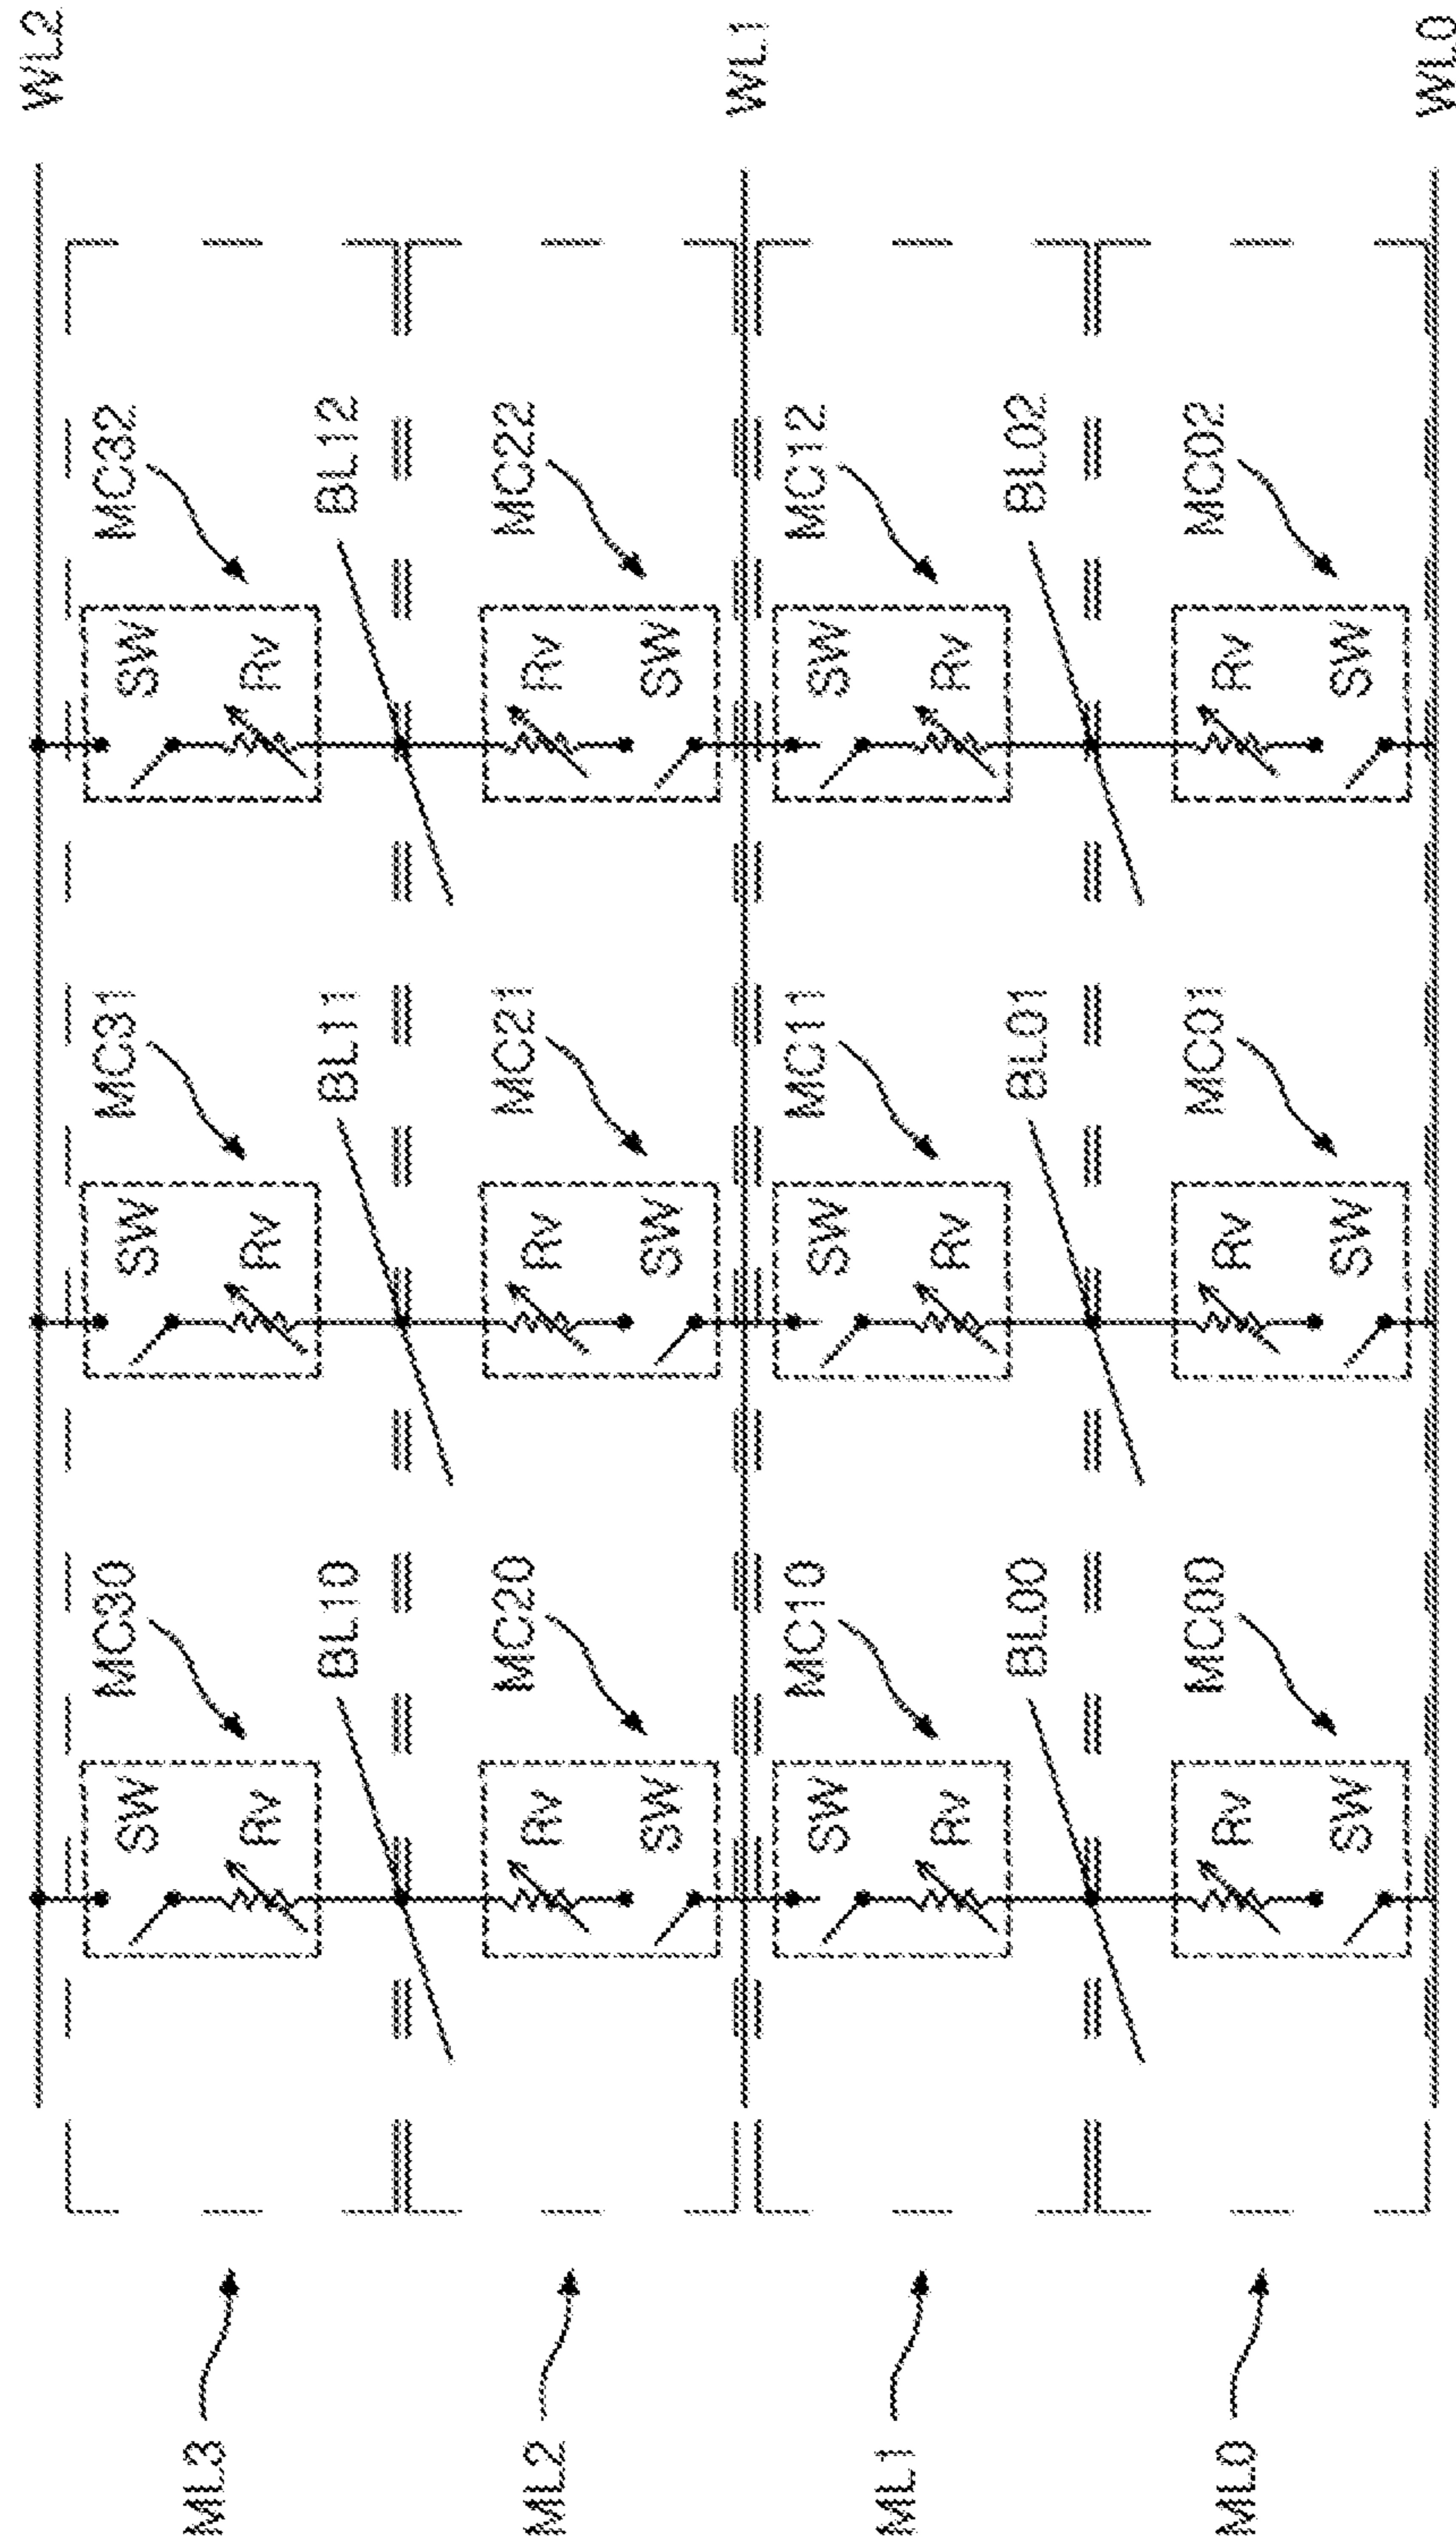 WL2
MC30 MC31 MC32
SW SW SW
ML3
Rv Rv Rv
BL10 BL11 BL12
MC20 MC21 MC22
ML2 Rv Rv Rv
SW SW SW
WL1
MC10 MC11 MC12
SW SW SW
ML1
Rv Rv Rv
BL00 BL01 BL02
MC00 MC01 MC02
ML0 Rv Rv Rv
SW SW SW
WL0